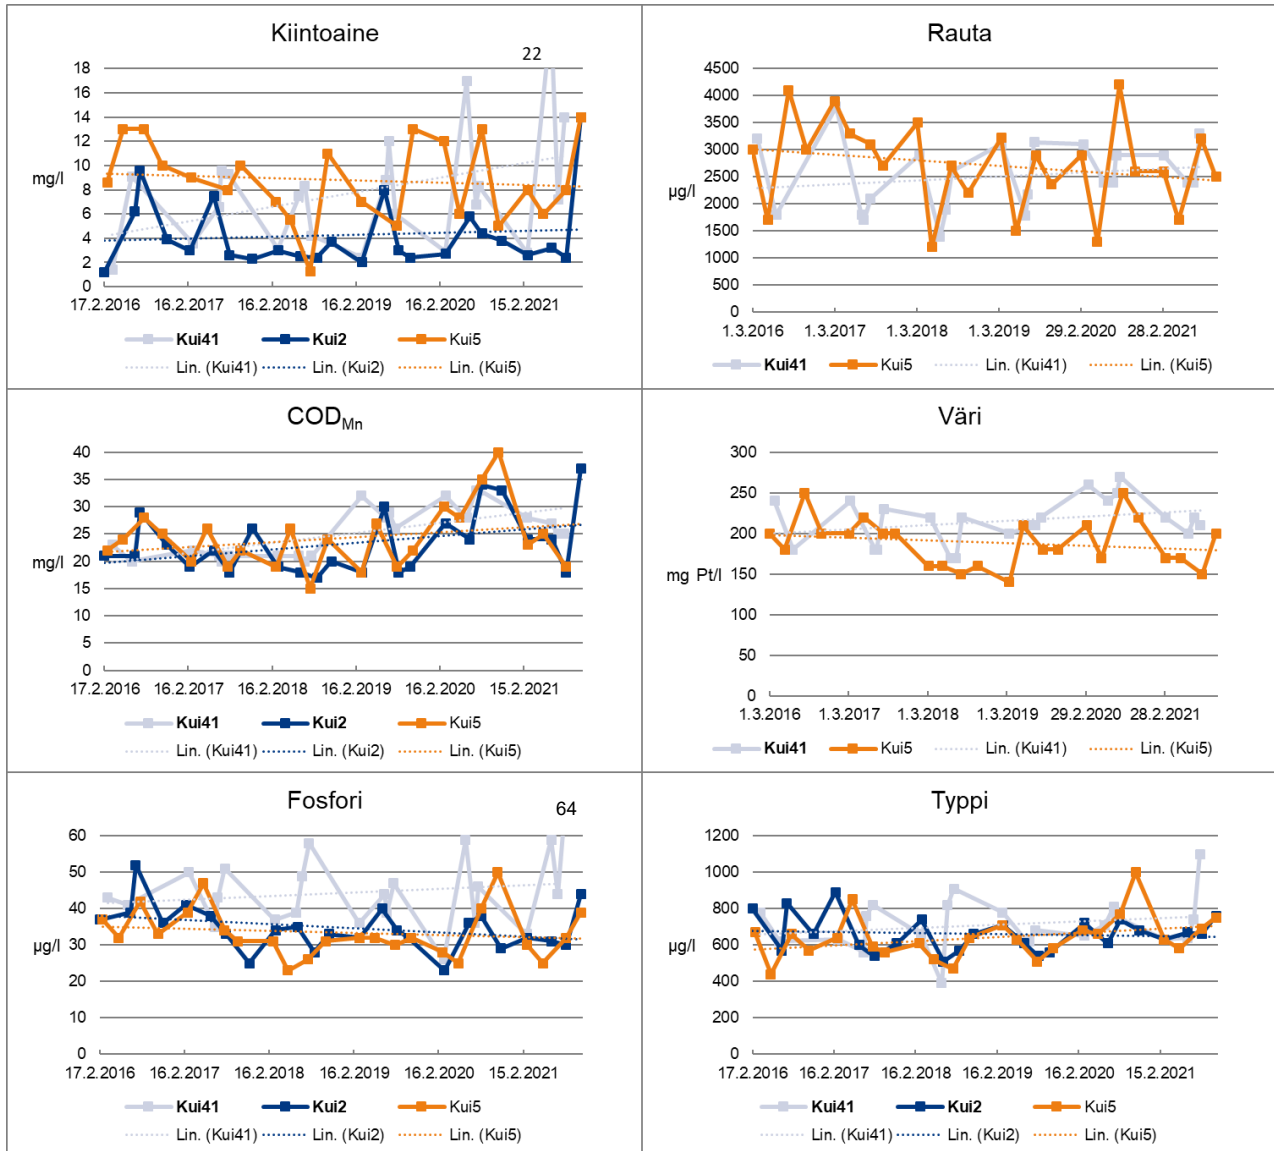 Kiintoaine
22
mg/l
18
16
14
12
10
8
6
4
2
0
17.2.2016 16.2.2017 16.2.2018 16.2.2019 16.2.2020 15.2.2021
Kui41 Kui2 Kui5
Lin. (Kui41) Lin. (Kui2) Lin. (Kui5)
Rauta
µg/l
4500
4000
3500
3000
2500
2000
1500
1000
500
0
1.3.2016 1.3.2017 1.3.2018 1.3.2019 29.2.2020 28.2.2021
Kui41 Kui5 Lin. (Kui41) Lin. (Kui5)
CODMn
mg/l
40
35
30
25
20
15
10
5
0
17.2.2016 16.2.2017 16.2.2018 16.2.2019 16.2.2020 15.2.2021
Kui41 Kui2 Kui5
Lin. (Kui41) Lin. (Kui2) Lin. (Kui5)
Väri
mg Pt/l
300
250
200
150
100
50
0
1.3.2016 1.3.2017 1.3.2018 1.3.2019 29.2.2020 28.2.2021
Kui41 Kui5 Lin. (Kui41) Lin. (Kui5)
Fosfori
64
µg/l
60
50
40
30
20
10
0
17.2.2016 16.2.2017 16.2.2018 16.2.2019 16.2.2020 15.2.2021
Kui41 Kui2 Kui5
Lin. (Kui41) Lin. (Kui2) Lin. (Kui5)
Typpi
µg/l
1200
1000
800
600
400
200
0
17.2.2016 16.2.2017 16.2.2018 16.2.2019 16.2.2020 15.2.2021
Kui41 Kui2 Kui5
Lin. (Kui41) Lin. (Kui2) Lin. (Kui5)